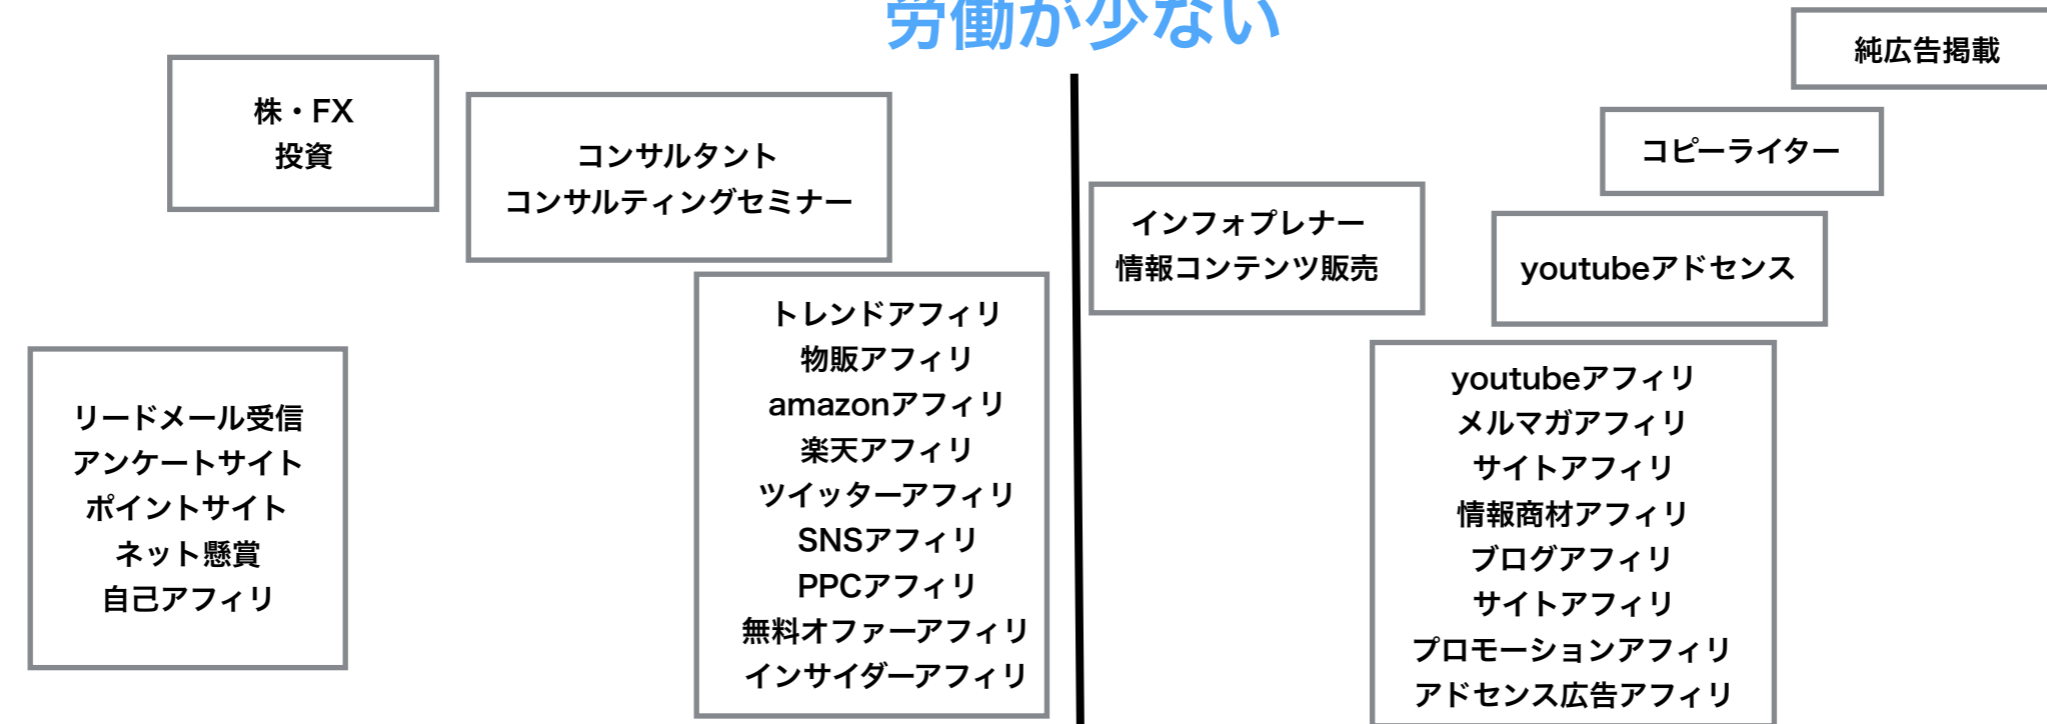 労働が少ない
純広告掲載
株・FX
投資
コンサルタント
コンサルティングセミナー
コピーライター
インフォプレナー
情報コンテンツ販売
youtubeアドセンス
トレンドアフィリ
物販アフィリ
amazonアフィリ
楽天アフィリ
ツイッターアフィリ
SNSアフィリ
PPCアフィリ
無料オファーアフィリ
インサイダーアフィリ
リードメール受信
アンケートサイト
ポイントサイト
ネット懸賞
自己アフィリ
youtubeアフィリ
メルマガアフィリ
サイトアフィリ
情報商材アフィリ
ブログアフィリ
サイトアフィリ
プロモーションアフィリ
アドセンス広告アフィリ